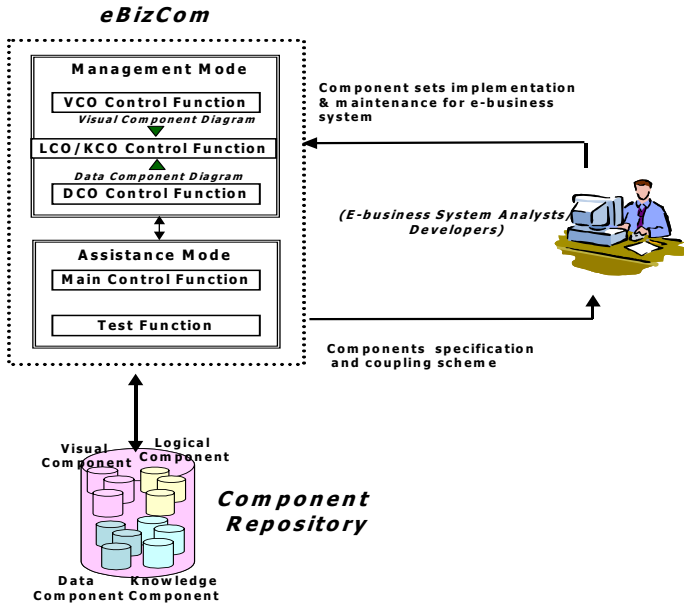 eBizCom
Management Mode
VCO Control Function
Visual Component Diagram
LCO/KCO Control Function
Data Component Diagram
DCO Control Function
Assistance Mode
Main Control Function
Test Function
Component sets implementation
& maintenance for e-business
system
(E-business System Analysts/
Developers)
Components specification
and coupling scheme
Visual
Component
Logical
Component
Component
Repository
Data
Component
Knowledge
Component